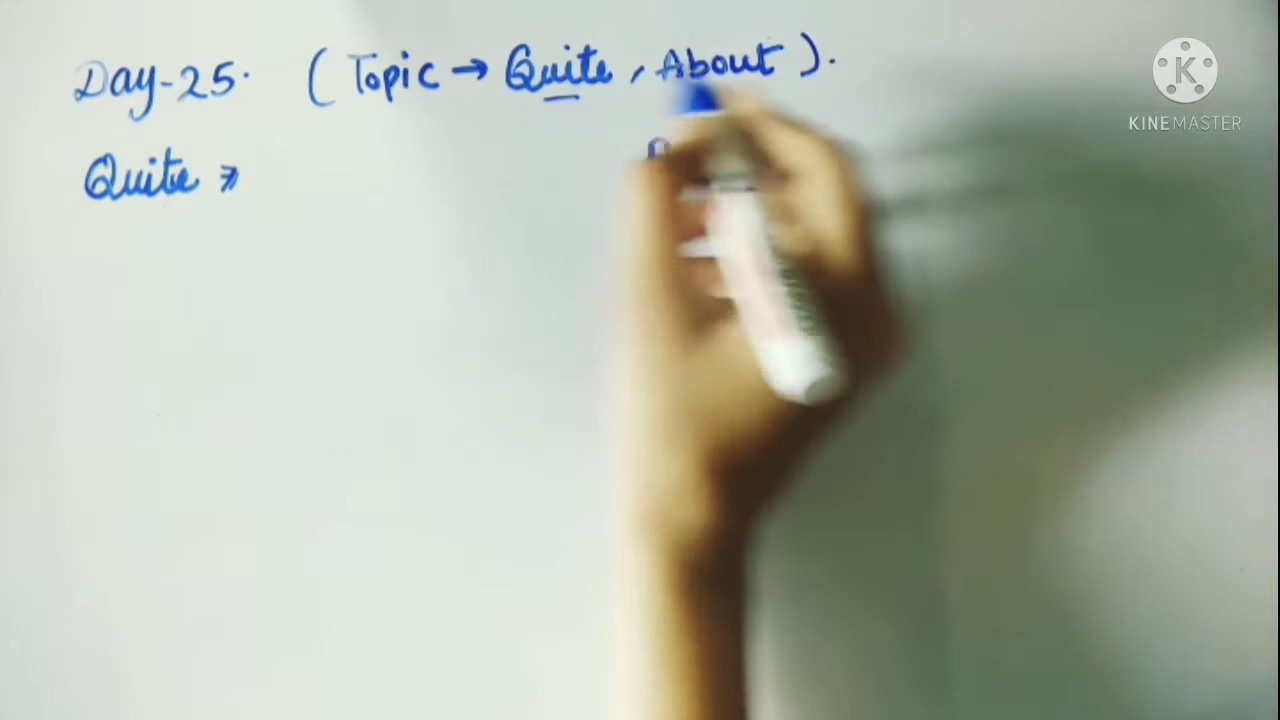 Day-25. (Topic → Quite, About).
Quite ⇒
KINEMASTER